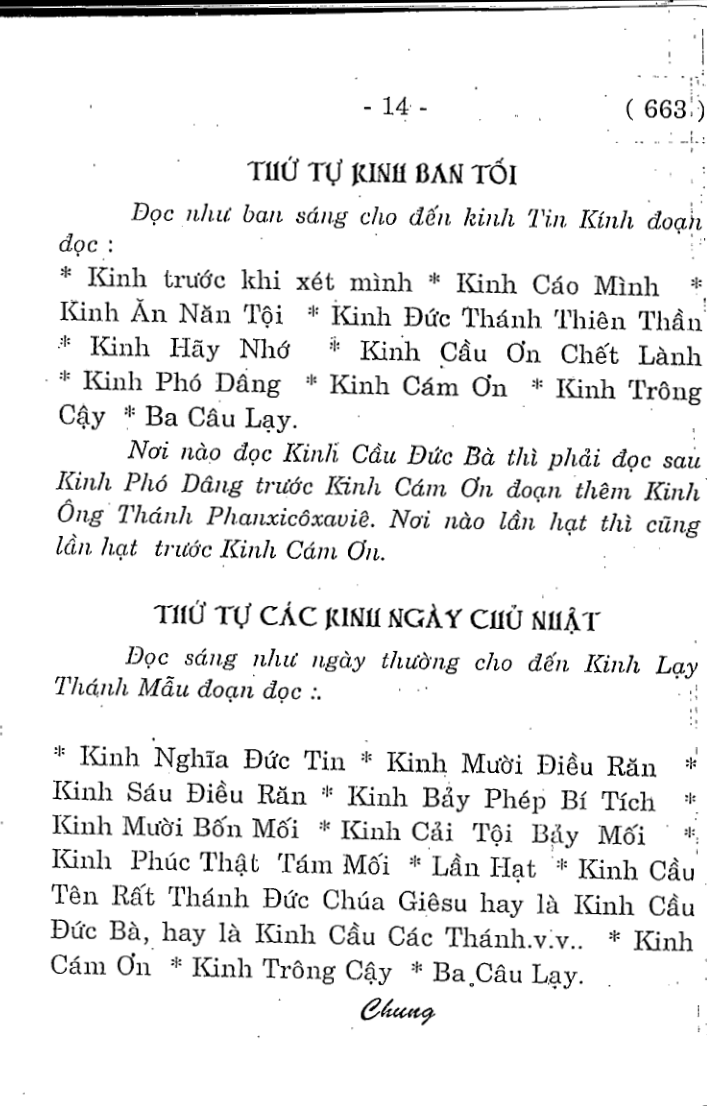 - 14 -
( 663 )
THỨ TỰ KINH BAN TỐI
Đọc như ban sáng cho đến kinh Tin Kính đoạn
đọc :
* Kinh trước khi xét mình * Kinh Cáo Mình *
Kinh Ăn Năn Tội * Kinh Đức Thánh Thiên Thần
* Kinh Hãy Nhớ * Kinh Cầu Ơn Chết Lành
* Kinh Phó Dâng * Kinh Cám Ơn * Kinh Trông
Cậy * Ba Câu Lạy.
Nơi nào đọc Kinh Cầu Đức Bà thì phải đọc sau
Kinh Phó Dâng trước Kinh Cám Ơn đoạn thêm Kinh
Ông Thánh Phanxicôxaviê. Nơi nào lần hạt thì cũng
lần hạt trước Kinh Cám Ơn.
THỨ TỰ CÁC KINH NGÀY CHỦ NHẬT
Đọc sáng như ngày thường cho đến Kinh Lạy
Thánh Mẫu đoạn đọc :.
* Kinh Nghĩa Đức Tin * Kinh Mười Điều Răn *
Kinh Sáu Điều Răn * Kinh Bảy Phép Bí Tích *
Kinh Mười Bốn Mối * Kinh Cải Tội Bảy Mối *
Kinh Phúc Thật Tám Mối * Lần Hạt * Kinh Cầu
Tên Rất Thánh Đức Chúa Giêsu hay là Kinh Cầu
Đức Bà, hay là Kinh Cầu Các Thánh.v.v.. * Kinh
Cám Ơn * Kinh Trông Cậy * Ba Câu Lạy.
Chung